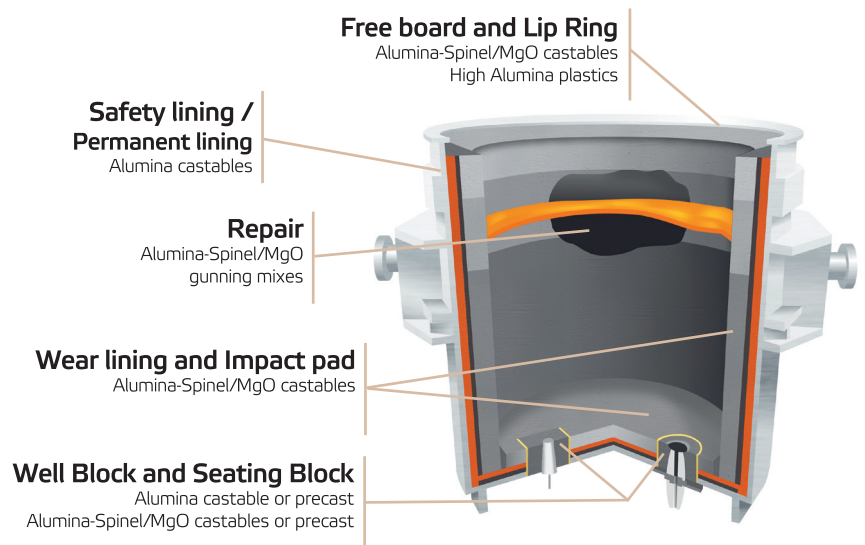 Free board and Lip Ring
Alumina-Spinel/MgO castables
High Alumina plastics
Safety lining /
Permanent lining
Alumina castables
Repair
Alumina-Spinel/MgO
gunning mixes
Wear lining and Impact pad
Alumina-Spinel/MgO castables
Well Block and Seating Block
Alumina castable or precast
Alumina-Spinel/MgO castables or precast